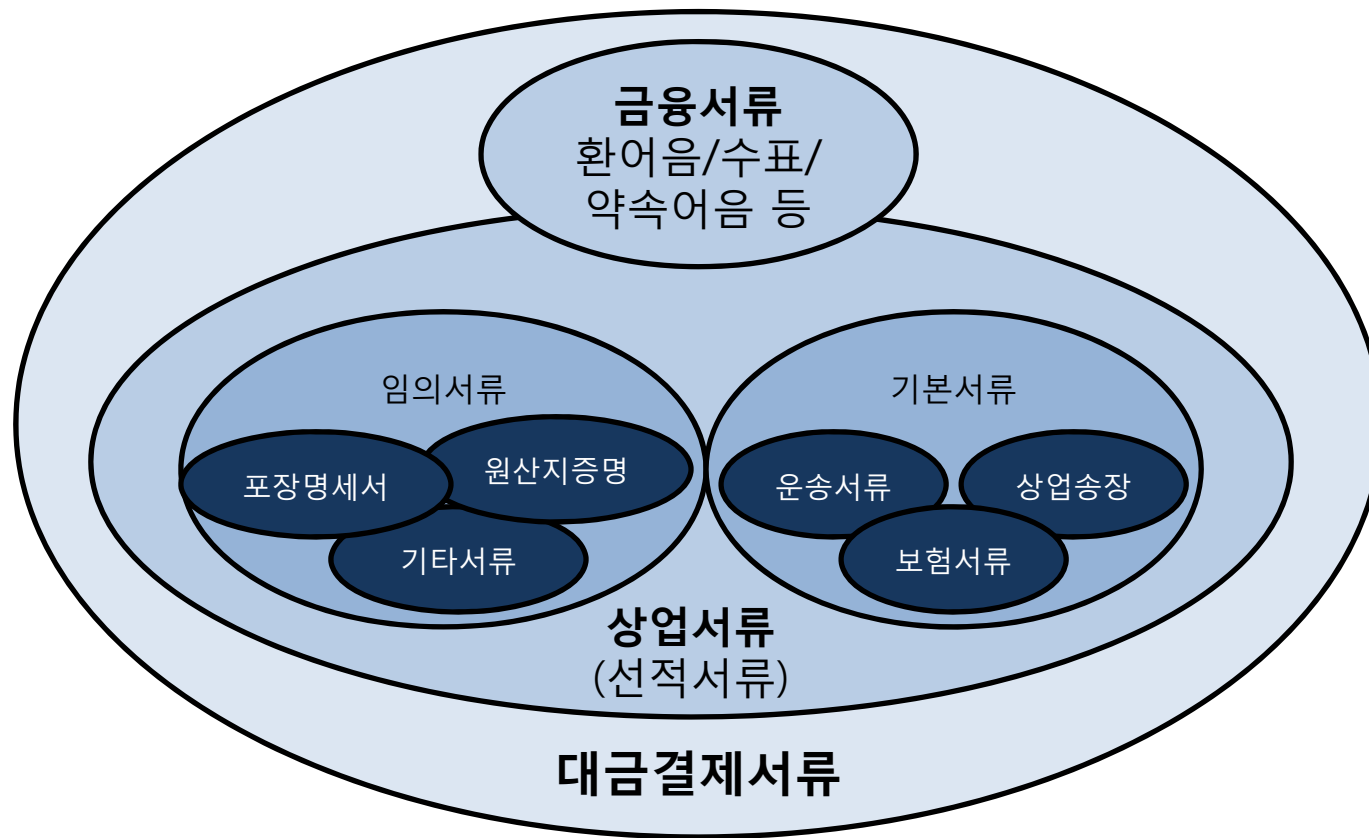 금융서류
환어음/수표/
약속어음 등
임의서류
기본서류
포장명세서
원산지증명
기타서류
운송서류
상업송장
보험서류
상업서류
(선적서류)
대금결제서류